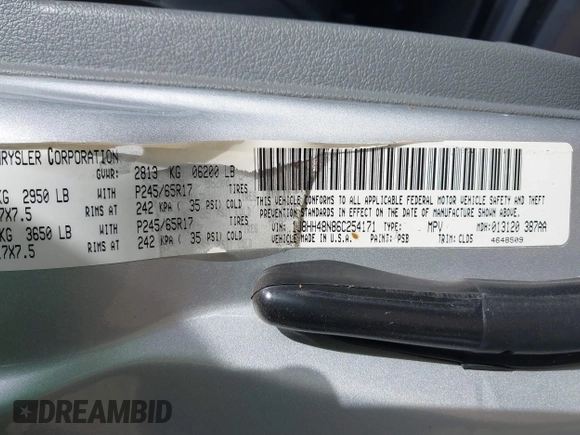 HRYSLER CORPORATION
GVWR: 2813 KG 06200 LB
KG 2950 LB WITH P245/65R17 TIRES
7X7.5 RIMS AT 242 KPA ( 35 PSI) COLD
KG 3650 LB WITH P245/65R17 TIRES
7X7.5 RIMS AT 242 KPA ( 35 PSI) COLD
THIS VEHICLE CONFORMS TO ALL APPLICABLE FEDERAL MOTOR VEHICLE SAFETY AND THEFT
PREVENTION STANDARDS IN EFFECT ON THE DATE OF MANUFACTURE SHOWN ABOVE.
VIN: HH48N86C254171 TYPE: MPV MDH: 013120 387AA
VEHICLE MADE IN U.S.A. PAINT: PSB TRIM: CLDS 4648509
DREAMBID